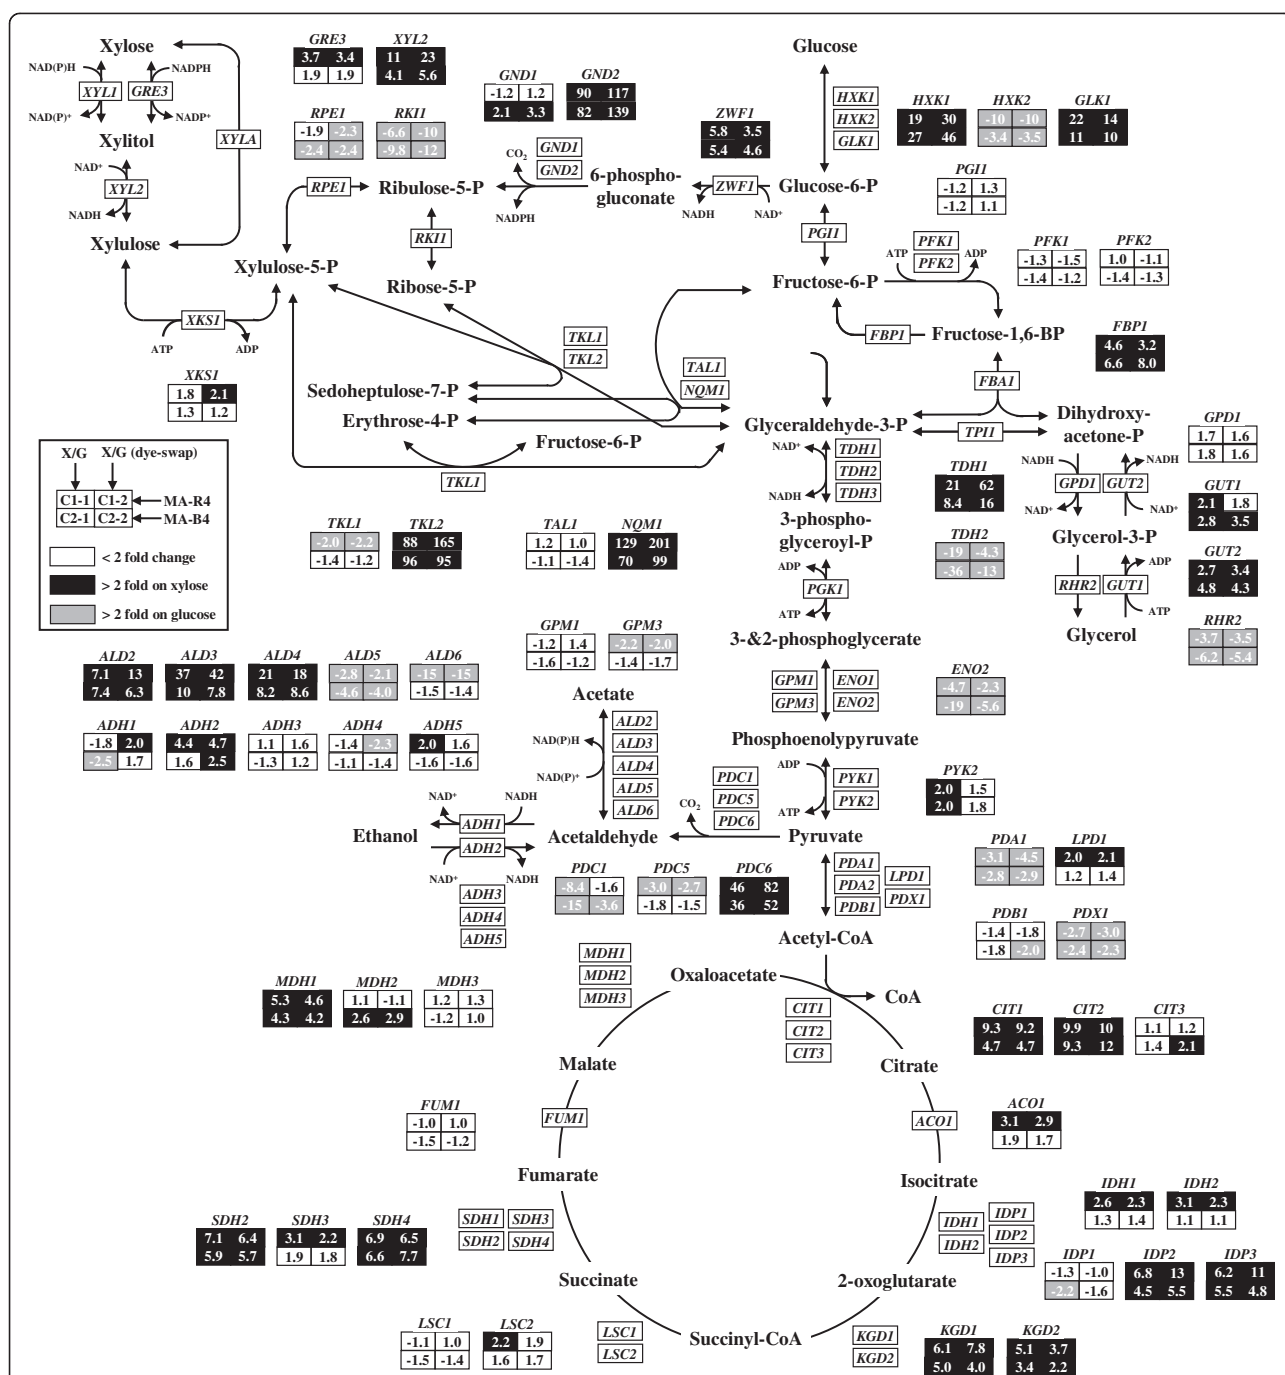 Xylose
NAD(P)H
NADPH
XYL1
GRE3
NAD(P)+
NADP+
XYLA
Xylitol
NAD+
XYL2
NADH
Xylulose
XKS1
ATP
ADP
XKS1
1.8 2.1
1.3 1.2
GRE3
3.7 3.4
1.9 1.9
XYL2
11 23
4.1 5.6
RPE1
-1.9 -2.3
-2.4 -2.4
RKI1
-6.6 -10
-9.8 -12
GND1
-1.2 1.2
2.1 3.3
GND2
90 117
82 139
ZWF1
5.8 3.5
5.4 4.6
Glucose
HXK1
HXK2
GLK1
HXK1
19 30
27 46
HXK2
-10 -10
-3.4 -3.5
GLK1
22 14
11 10
RPE1
Ribulose-5-P
CO2
GND1
GND2
NADPH
6-phospho-
gluconate
ZWF1
NADH
NAD+
Glucose-6-P
PGI1
-1.2 1.3
-1.2 1.1
RKI1
PGI1
Xylulose-5-P
Ribose-5-P
Fructose-6-P
ATP
PFK1
PFK2
ADP
PFK1
-1.3 -1.5
-1.4 -1.2
PFK2
1.0 -1.1
-1.4 -1.3
FBP1
Fructose-1,6-BP
FBP1
4.6 3.2
6.6 8.0
TKL1
TKL2
TAL1
NQM1
FBA1
Sedoheptulose-7-P
Erythrose-4-P
Fructose-6-P
TKL1
Glyceraldehyde-3-P
TPI1
Dihydroxy-
acetone-P
GPD1
1.7 1.6
1.8 1.6
X/G
X/G (dye-swap)
C1-1 C1-2
MA-R4
C2-1 C2-2
MA-B4
< 2 fold change
> 2 fold on xylose
> 2 fold on glucose
NAD+
TDH1
TDH2
TDH3
NADH
TDH1
21 62
8.4 16
NADH
GPD1
NAD+
NADH
GUT2
NAD+
GUT1
2.1 1.8
2.8 3.5
TKL1
-2.0 -2.2
-1.4 -1.2
TKL2
88 165
96 95
TAL1
1.2 1.0
-1.1 -1.4
NQM1
129 201
70 99
3-phospho-
glyceroyl-P
TDH2
-19 -4.3
-36 -13
Glycerol-3-P
GUT2
2.7 3.4
4.8 4.3
ADP
PGK1
ATP
RHR2
GUT1
ADP
ATP
RHR2
-3.7 -3.5
-6.2 -5.4
Glycerol
GPM1
-1.2 1.4
-1.6 -1.2
GPM3
-2.2 -2.0
-1.4 -1.7
3-&2-phosphoglycerate
GPM1
GPM3
ENO1
ENO2
ENO2
-4.7 -2.3
-19 -5.6
ALD2
7.1 13
7.4 6.3
ALD3
37 42
10 7.8
ALD4
21 18
8.2 8.6
ALD5
-2.8 -2.1
-4.6 -4.0
ALD6
-15 -15
-1.5 -1.4
ADH1
-1.8 2.0
-2.5 1.7
ADH2
4.4 4.7
1.6 2.5
ADH3
1.1 1.6
-1.3 1.2
ADH4
-1.4 -2.3
-1.1 -1.4
ADH5
2.0 1.6
-1.6 -1.6
Acetate
ALD2
ALD3
ALD4
ALD5
ALD6
NAD(P)H
NAD(P)+
Phosphoenolpyruvate
ADP
PYK1
PYK2
ATP
PYK2
2.0 1.5
2.0 1.8
PDC1
PDC5
PDC6
CO2
Ethanol
NAD+
NADH
ADH1
ADH2
NAD+
NADH
ADH3
ADH4
ADH5
Acetaldehyde
Pyruvate
PDC1
-8.4 -1.6
-15 -3.6
PDC5
-3.0 -2.7
-1.8 -1.5
PDC6
46 82
36 52
PDA1
PDA2
PDB1
LPD1
PDX1
PDA1
-3.1 -4.5
-2.8 -2.9
LPD1
2.0 2.1
1.2 1.4
PDB1
-1.4 -1.8
-1.8 -2.0
PDX1
-2.7 -3.0
-2.4 -2.3
Acetyl-CoA
MDH1
MDH2
MDH3
Oxaloacetate
CoA
MDH1
5.3 4.6
4.3 4.2
MDH2
1.1 -1.1
2.6 2.9
MDH3
1.2 1.3
-1.2 1.0
CIT1
CIT2
CIT3
CIT1
9.3 9.2
4.7 4.7
CIT2
9.9 10
9.3 12
CIT3
1.1 1.2
1.4 2.1
Malate
Citrate
FUM1
-1.0 1.0
-1.5 -1.2
FUM1
ACO1
ACO1
3.1 2.9
1.9 1.7
Fumarate
Isocitrate
SDH2
7.1 6.4
5.9 5.7
SDH3
3.1 2.2
1.9 1.8
SDH4
6.9 6.5
6.6 7.7
SDH1
SDH3
SDH2
SDH4
IDH1
IDH2
IDP1
IDP2
IDP3
IDH1
2.6 2.3
1.3 1.4
IDH2
3.1 2.3
1.1 1.1
IDP1
-1.3 -1.0
-2.2 -1.6
IDP2
6.8 13
4.5 5.5
IDP3
6.2 11
5.5 4.8
Succinate
2-oxoglutarate
LSC1
-1.1 1.0
-1.5 -1.4
LSC2
2.2 1.9
1.6 1.7
LSC1
LSC2
Succinyl-CoA
KGD1
KGD2
KGD1
6.1 7.8
5.0 4.0
KGD2
5.1 3.7
3.4 2.2